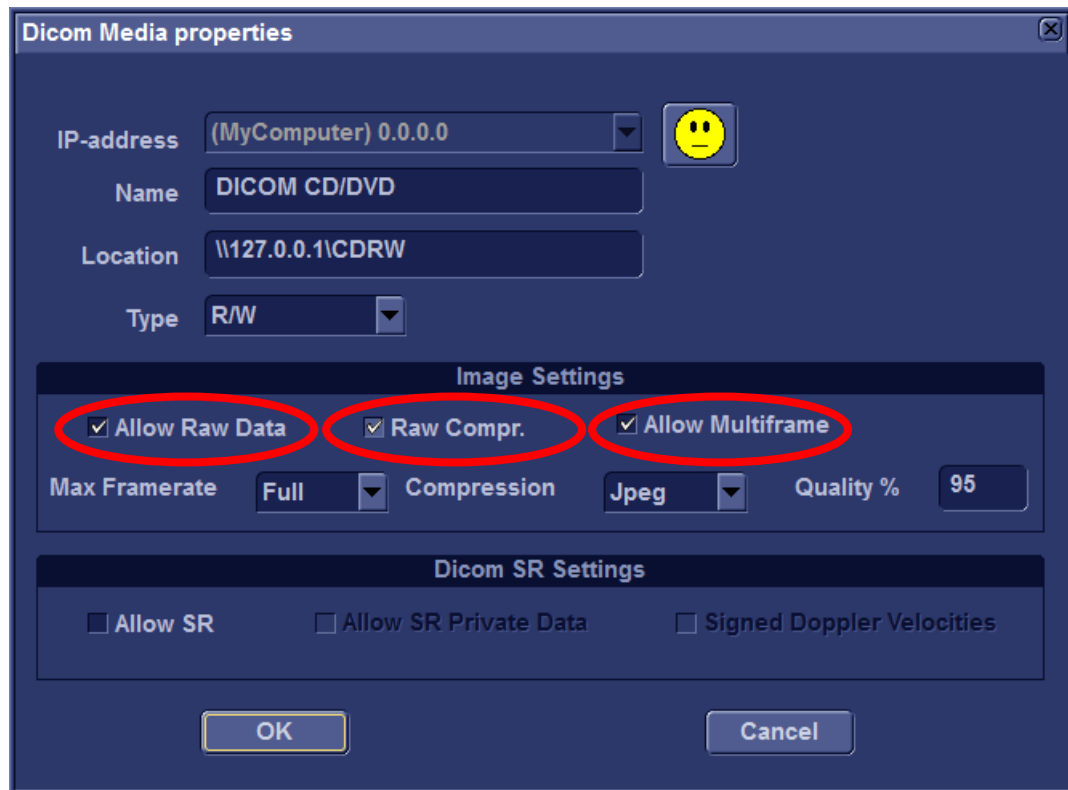 Dicom Media properties
IP-address (MyComputer) 0.0.0.0
Name DICOM CD/DVD
Location \\127.0.0.1\CDRW
Type R/W
Image Settings
Allow Raw Data Raw Compr. Allow Multiframe
Max Framerate Full Compression Jpeg Quality % 95
Dicom SR Settings
Allow SR Allow SR Private Data Signed Doppler Velocities
OK Cancel